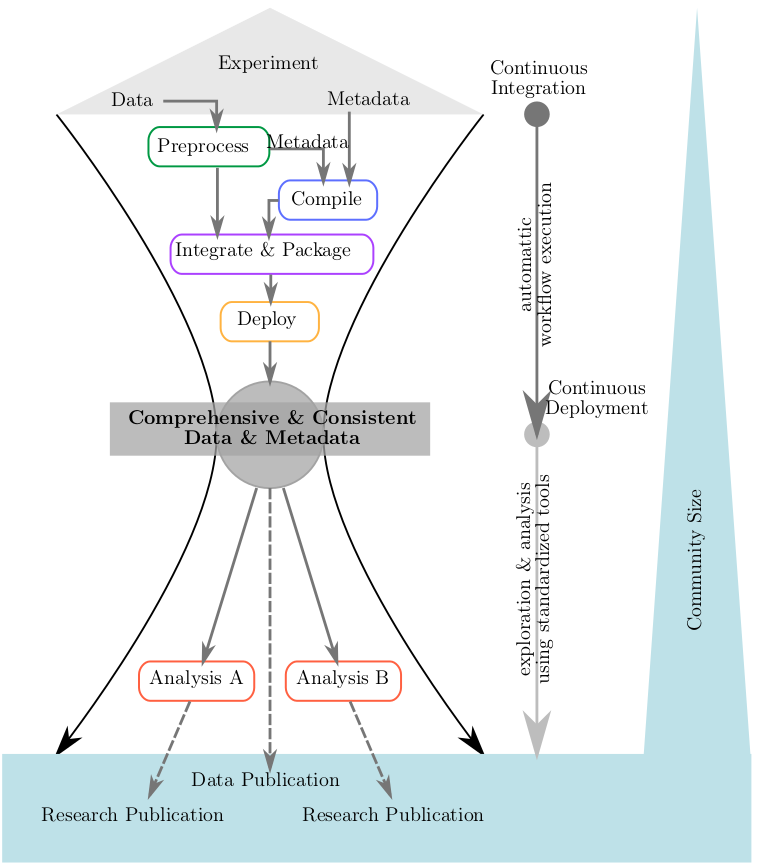 Experiment
Data
Metadata
Preprocess
Metadata
Compile
Integrate & Package
Deploy
Comprehensive & Consistent
Data & Metadata
Analysis A
Analysis B
Data Publication
Research Publication
Research Publication
Continuous
Integration
automattic
workflow execution
Continuous
Deployment
exploration & analysis
using standardized tools
Community Size